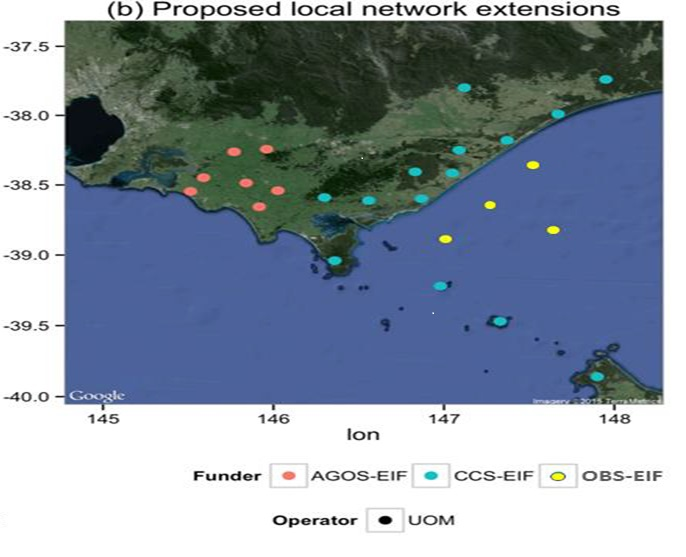 (b) Proposed local network extensions
-37.5
-38.0
-38.5
-39.0
-39.5
-40.0
Google
Imagery ©2015 TerraMetrics
145 146 147 148
lon
Funder AGOS-EIF CCS-EIF OBS-EIF
Operator UOM